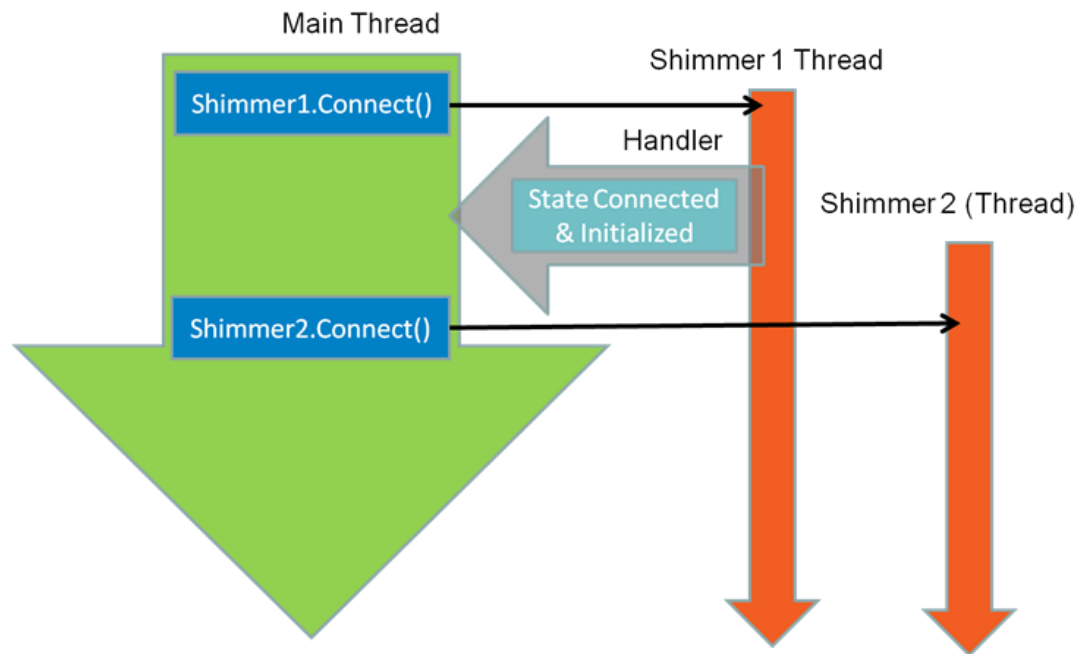 Main Thread
Shimmer 1 Thread
Shimmer1.Connect()
Handler
State Connected
& Initialized
Shimmer 2 (Thread)
Shimmer2.Connect()